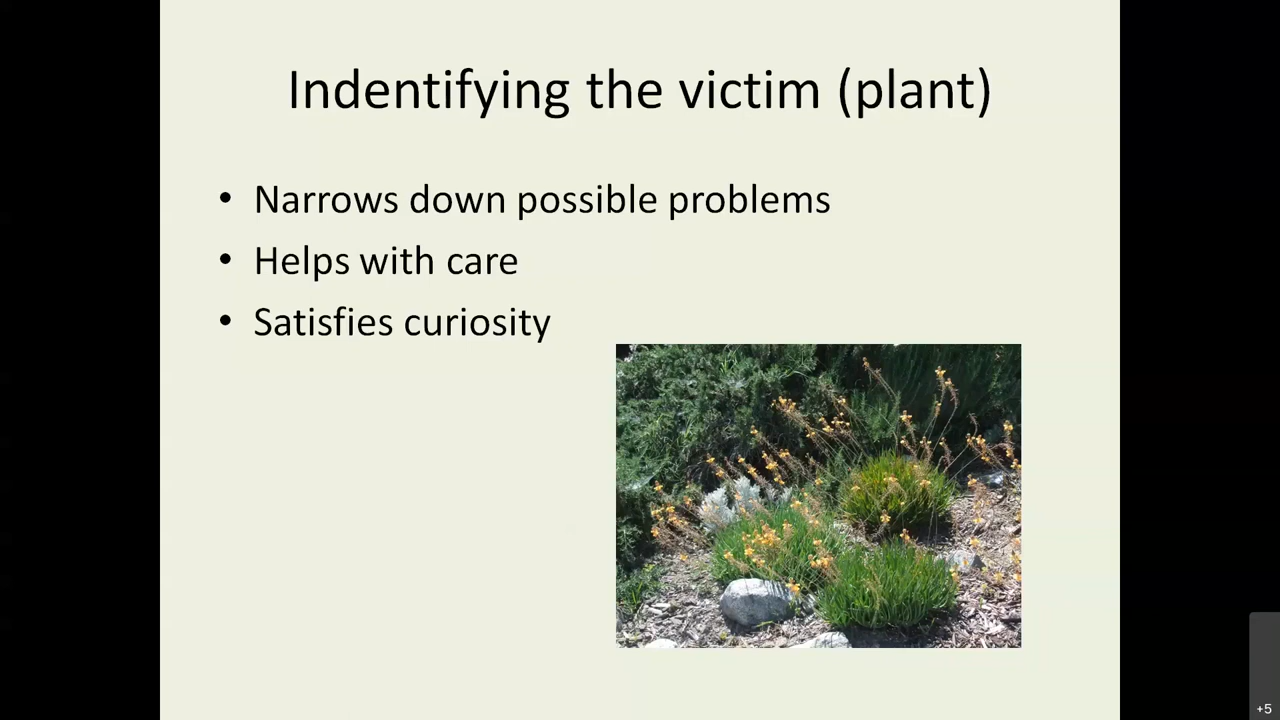 Indentifying the victim (plant)
• Narrows down possible problems
• Helps with care
• Satisfies curiosity
+5